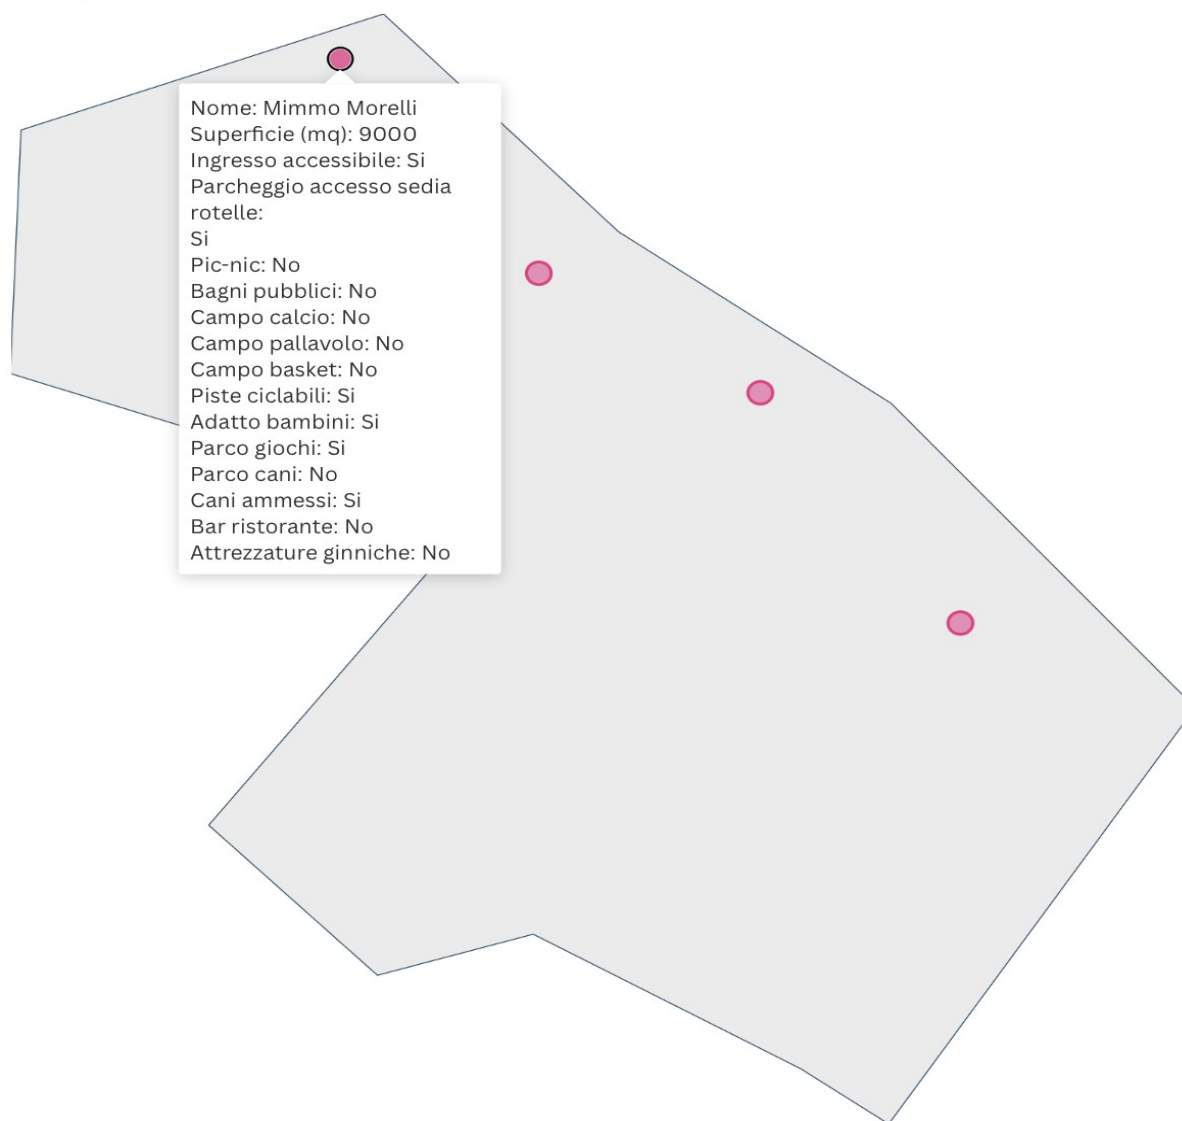 Nome: Mimmo Morelli
Superficie (mq): 9000
Ingresso accessibile: Si
Parcheggio accesso sedia
rotelle:
Si
Pic-nic: No
Bagni pubblici: No
Campo calcio: No
Campo pallavolo: No
Campo basket: No
Piste ciclabili: Si
Adatto bambini: Si
Parco giochi: Si
Parco cani: No
Cani ammessi: Si
Bar ristorante: No
Attrezzature ginniche: No